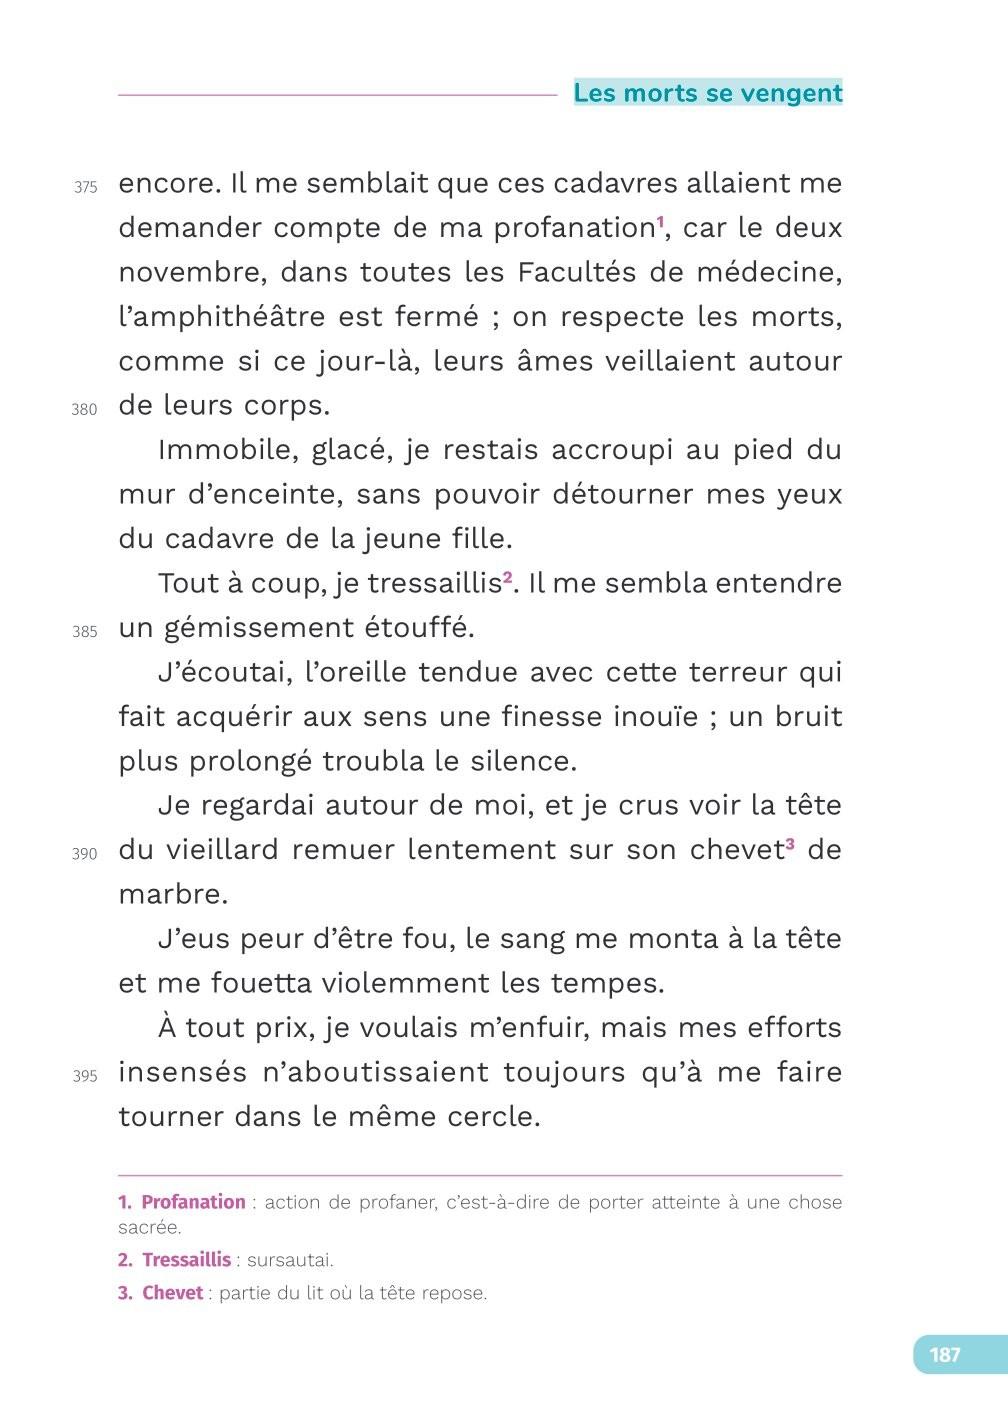 Les morts se vengent
375 encore. Il me semblait que ces cadavres allaient me
demander compte de ma profanation¹, car le deux
novembre, dans toutes les Facultés de médecine,
l’amphithéâtre est fermé ; on respecte les morts,
comme si ce jour-là, leurs âmes veillaient autour
380 de leurs corps.
Immobile, glacé, je restais accroupi au pied du
mur d’enceinte, sans pouvoir détourner mes yeux
du cadavre de la jeune fille.
Tout à coup, je tressaillis². Il me sembla entendre
385 un gémissement étouffé.
J’écoutai, l’oreille tendue avec cette terreur qui
fait acquérir aux sens une finesse inouïe ; un bruit
plus prolongé troubla le silence.
Je regardai autour de moi, et je crus voir la tête
390 du vieillard remuer lentement sur son chevet³ de
marbre.
J’eus peur d’être fou, le sang me monta à la tête
et me fouetta violemment les tempes.
À tout prix, je voulais m’enfuir, mais mes efforts
395 insensés n’aboutissaient toujours qu’à me faire
tourner dans le même cercle.
1. Profanation : action de profaner, c’est-à-dire de porter atteinte à une chose
sacrée.
2. Tressaillis : sursautai.
3. Chevet : partie du lit où la tête repose.
187